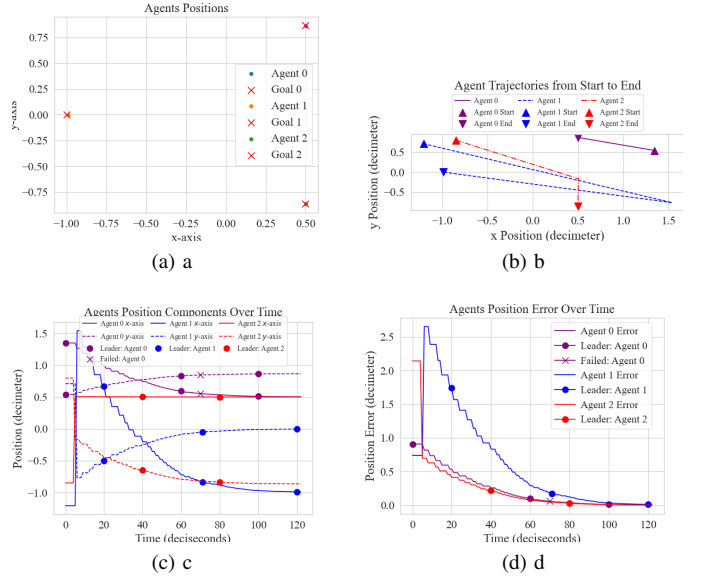 Agents Positions
y-axis
0.75
0.50
0.25
0.00
−0.25
−0.50
−0.75
−1.00 −0.75 −0.50 −0.25 0.00 0.25 0.50
x-axis
Agent 0
Goal 0
Agent 1
Goal 1
Agent 2
Goal 2
(a) a
Agent Trajectories from Start to End
Agent 0 Agent 1 Agent 2
Agent 0 Start Agent 1 Start Agent 2 Start
Agent 0 End Agent 1 End Agent 2 End
y Position (decimeter)
0.5
0.0
−0.5
−1.0 −0.5 0.0 0.5 1.0 1.5
x Position (decimeter)
(b) b
Agents Position Components Over Time
Agent 0 x-axis Agent 1 x-axis Agent 2 x-axis
Agent 0 y-axis Agent 1 y-axis Agent 2 y-axis
Leader: Agent 0 Leader: Agent 1 Leader: Agent 2
Failed: Agent 0
Position (decimeter)
1.5
1.0
0.5
0.0
−0.5
−1.0
0 20 40 60 80 100 120
Time (deciseconds)
(c) c
Agents Position Error Over Time
Position Error (decimeter)
2.5
2.0
1.5
1.0
0.5
0.0
Agent 0 Error
Leader: Agent 0
Failed: Agent 0
Agent 1 Error
Leader: Agent 1
Agent 2 Error
Leader: Agent 2
0 20 40 60 80 100 120
Time (deciseconds)
(d) d